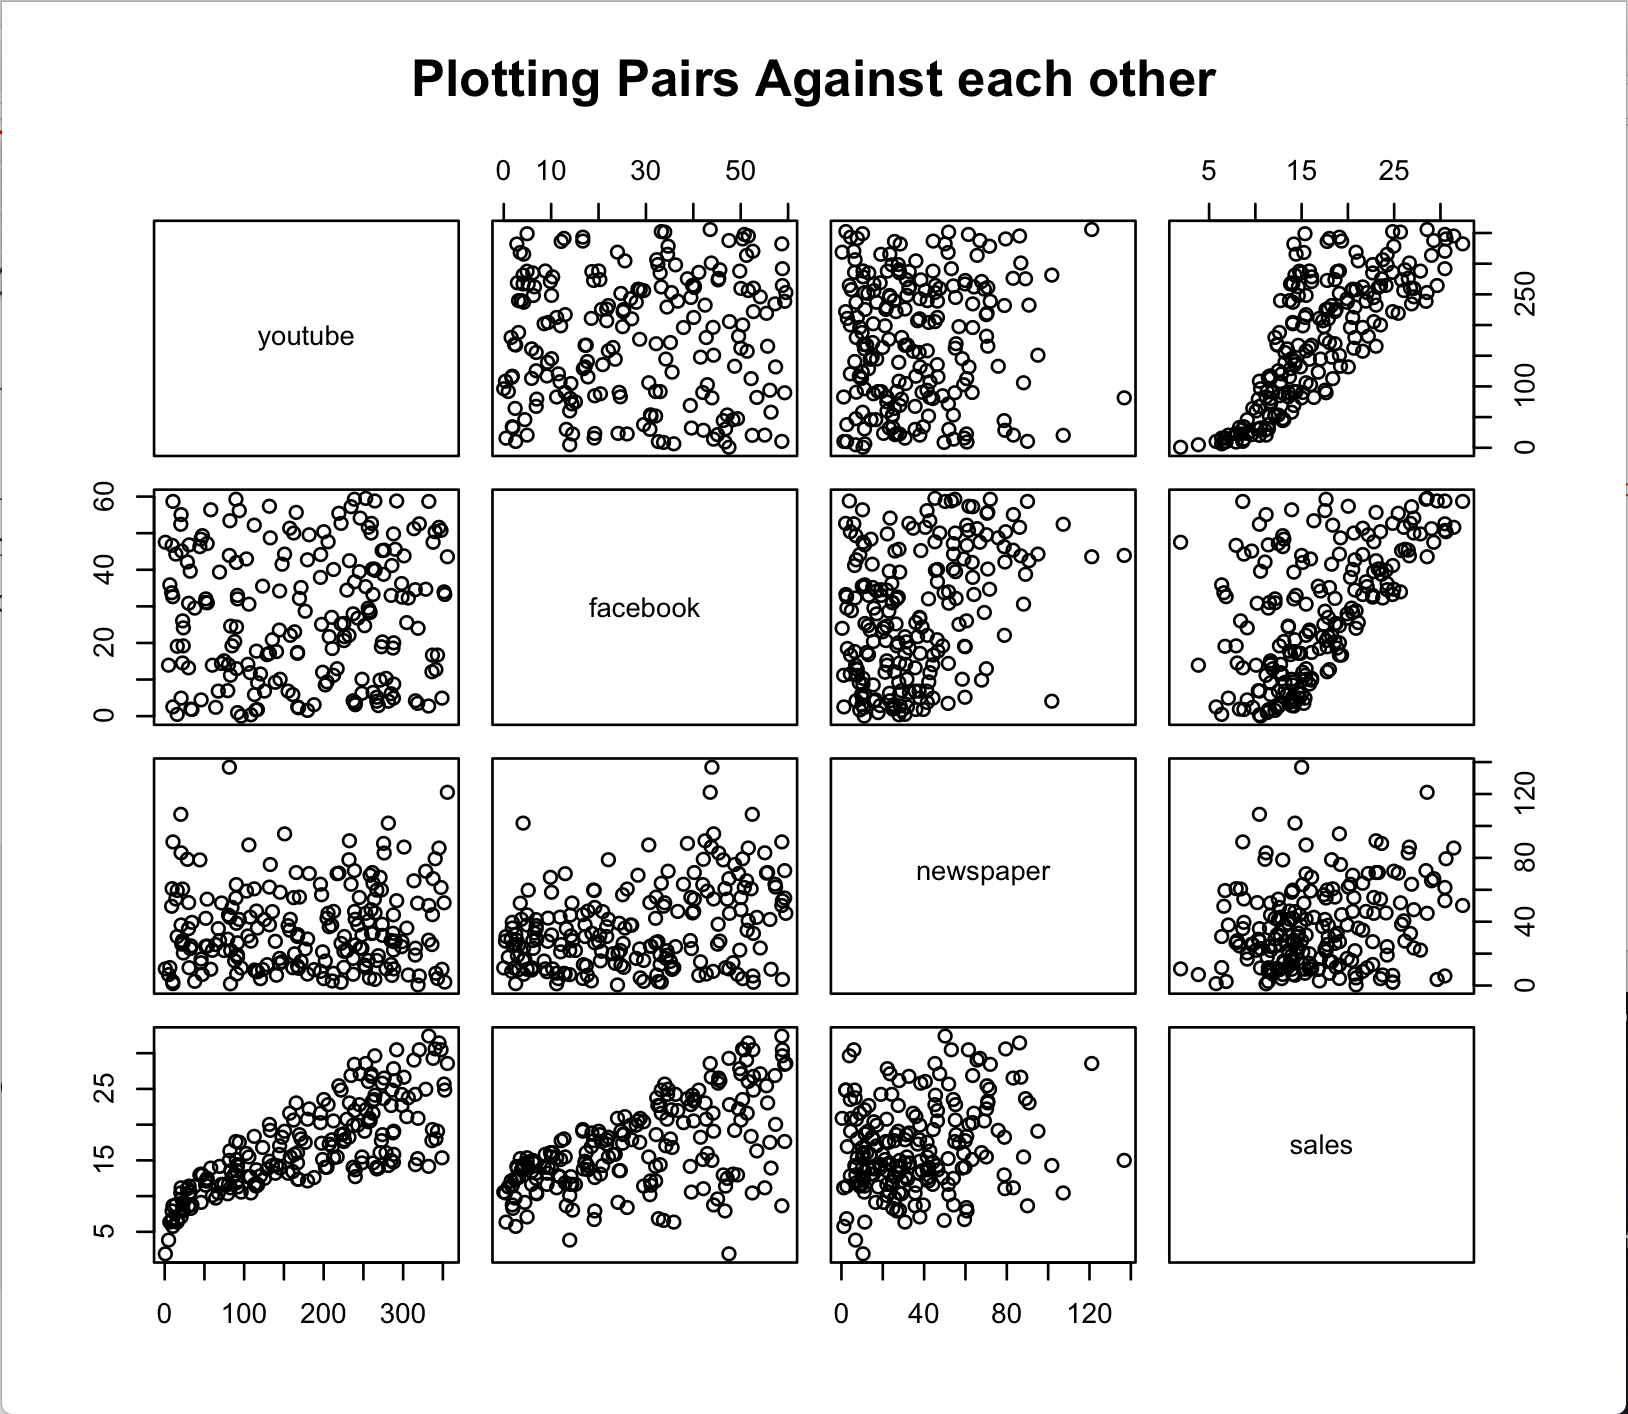 Plotting Pairs Against each other
0 10 30 50
5 15 25
youtube
0 100 250
0 20 40 60
facebook
newspaper
0 40 80 120
5 15 25
sales
0 100 200 300
0 40 80 120